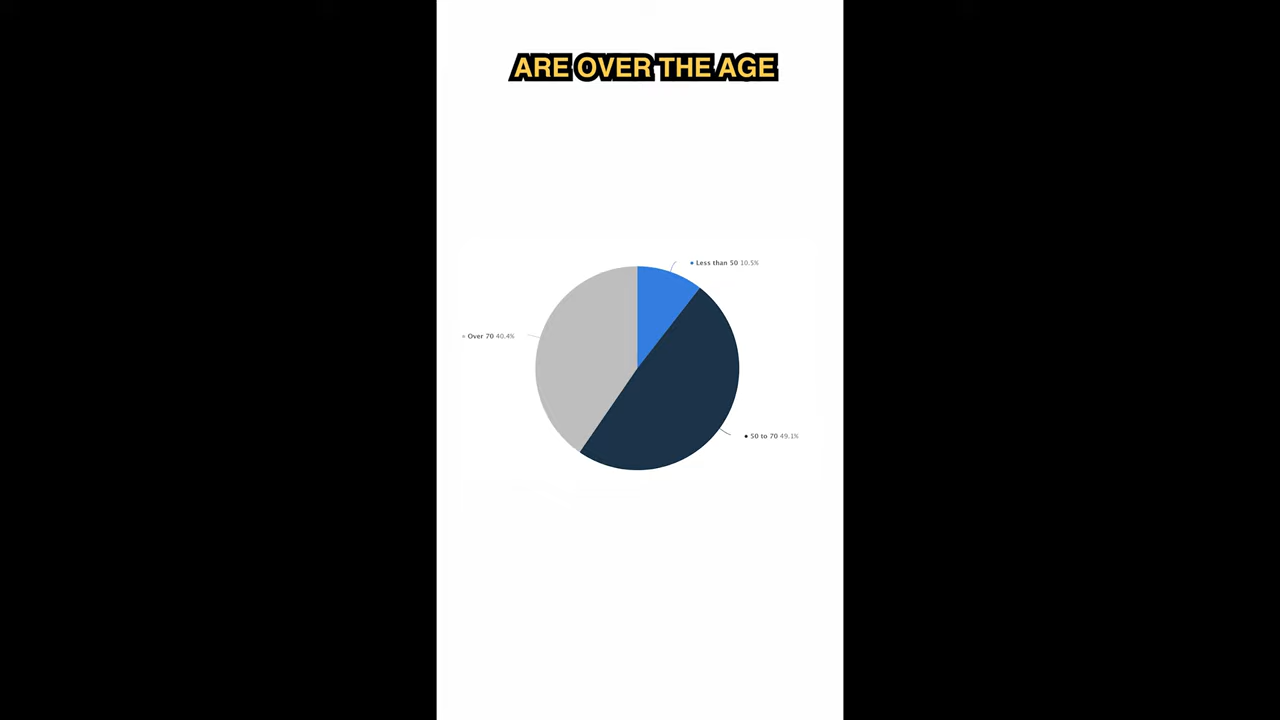 ARE OVER THE AGE
Less than 50 10.5%
Over 70 40.4%
50 to 70 49.1%